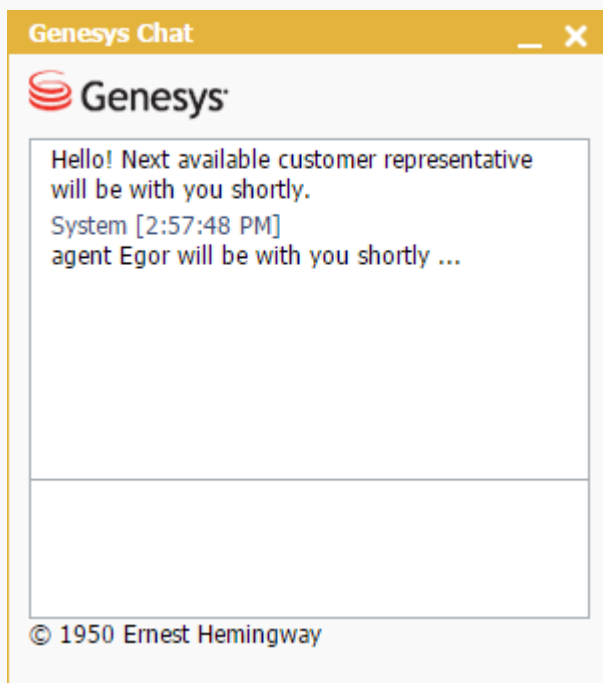 Genesys Chat
Genesys
Hello! Next available customer representative
will be with you shortly.
System [2:57:48 PM]
agent Egor will be with you shortly ...
© 1950 Ernest Hemingway